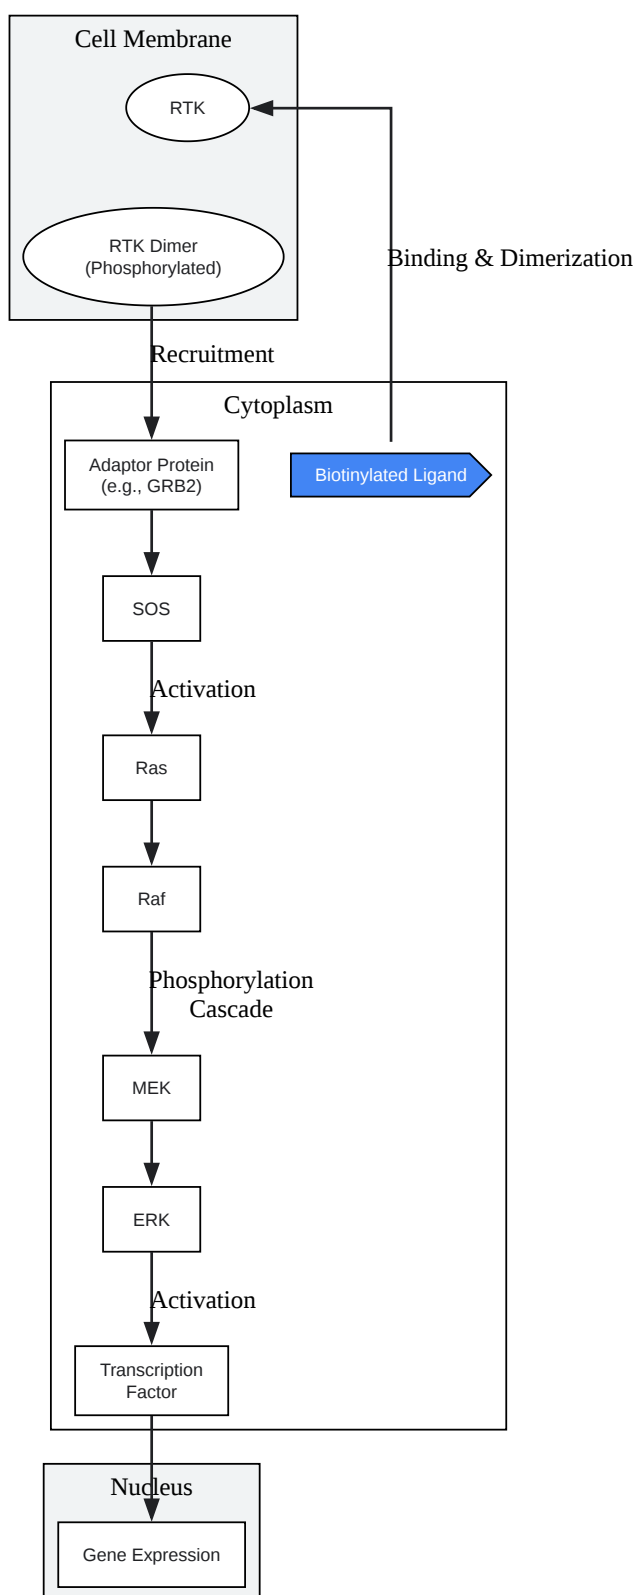 Cell Membrane
RTK
RTK Dimer
(Phosphorylated)
Binding & Dimerization
Recruitment
Cytoplasm
Adaptor Protein
(e.g., GRB2)
Biotinylated Ligand
SOS
Activation
Ras
Raf
Phosphorylation
Cascade
MEK
ERK
Activation
Transcription
Factor
Nucleus
Gene Expression